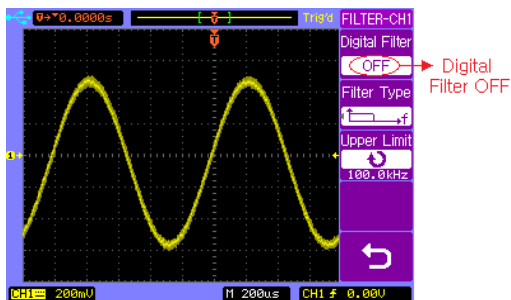 T→▼0.0000s [ T ] Trig'd FILTER-CH1
T
Digital Filter
OFF
Digital
Filter OFF
Filter Type
f
Upper Limit
100.0kHz
1
CH1 200mV M 200us CH1 0.00V